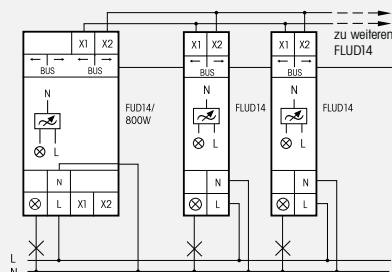 X1 X2 X1 X2 X1 X2
zu weiteren
FLUD14
← → ← → ← → ← →
BUS BUS BUS BUS
N N N
FUD14/
800W
FLUD14 FLUD14
L L L
N N N
L X1 X2 L L
L
N